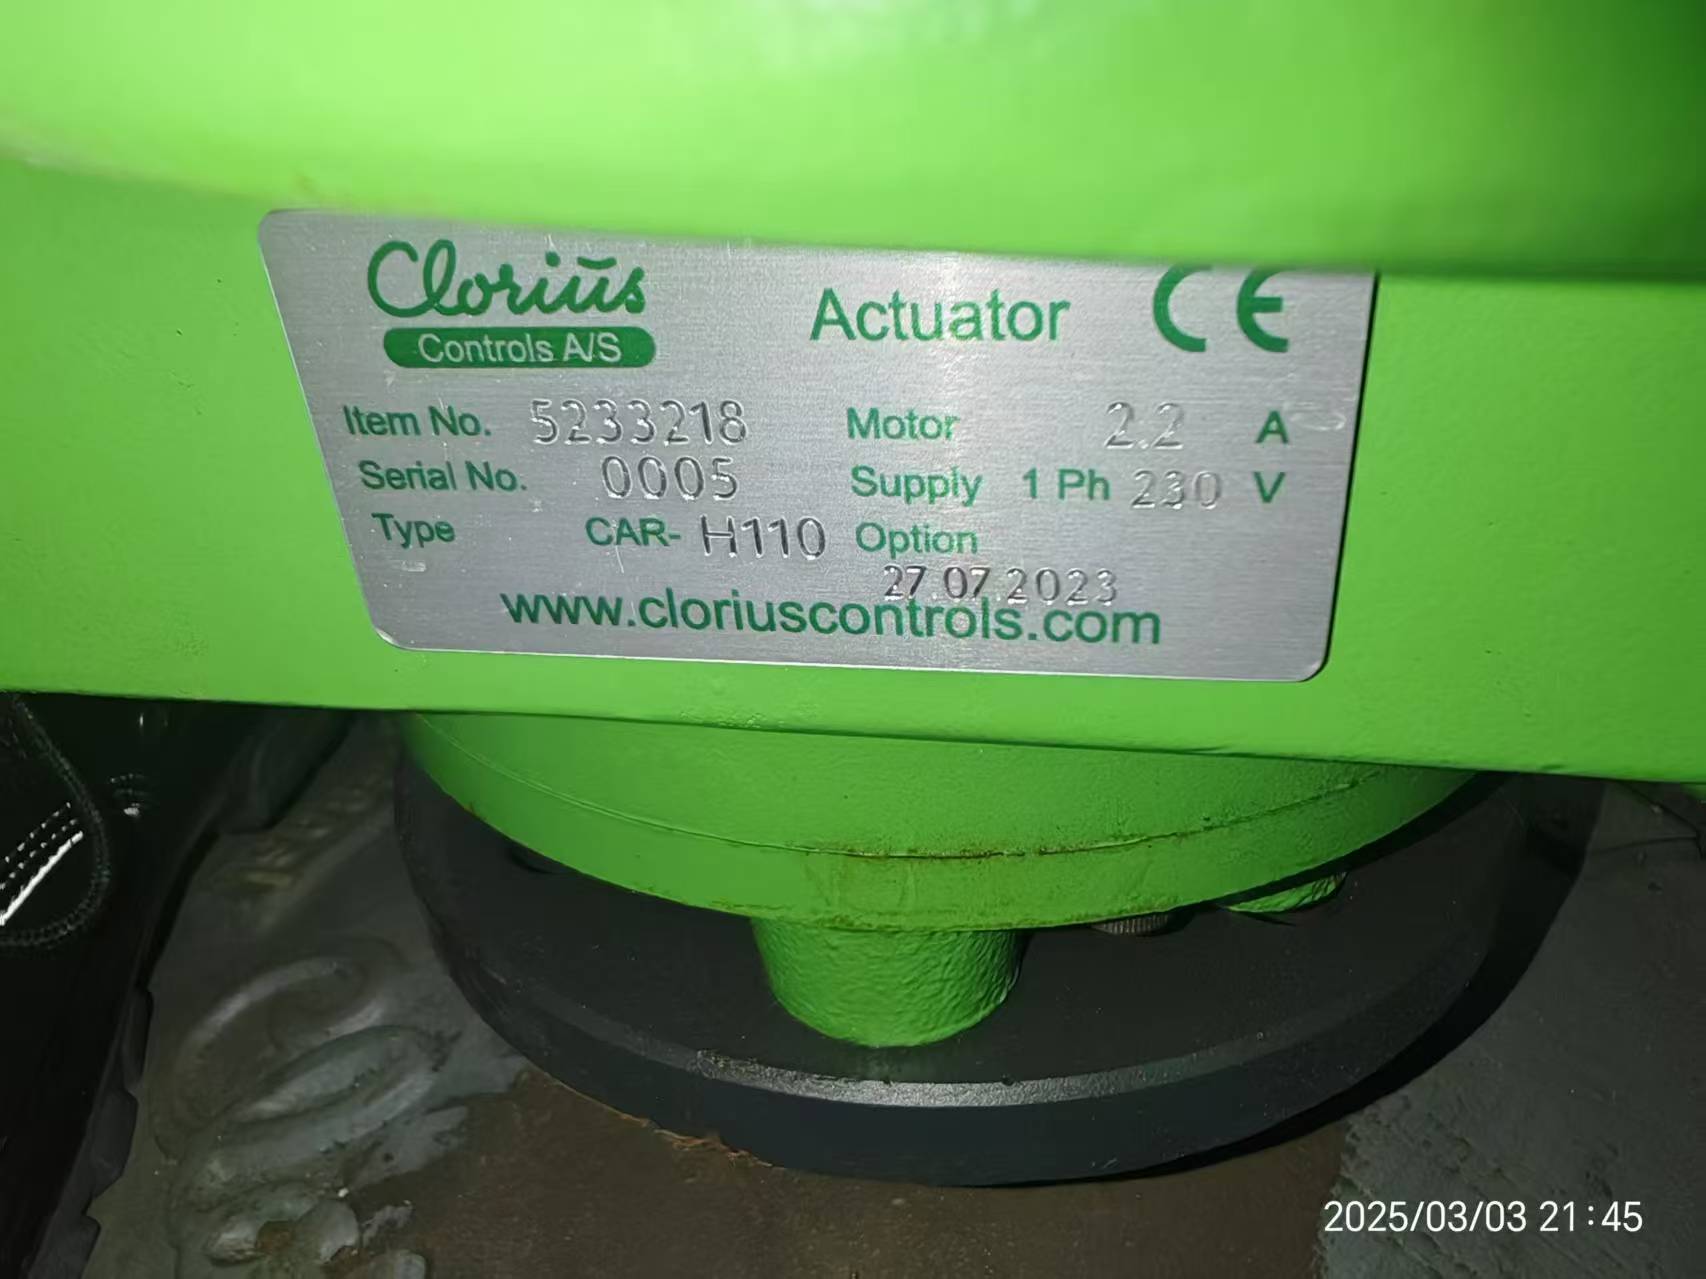 Clorius
Controls A/S
Actuator CE
Item No. 5233218 Motor 2.2 A
Serial No. 0005 Supply 1 Ph 230 V
Type CAR- H110 Option
27.07.2023
www.cloriuscontrols.com
2025/03/03 21:45